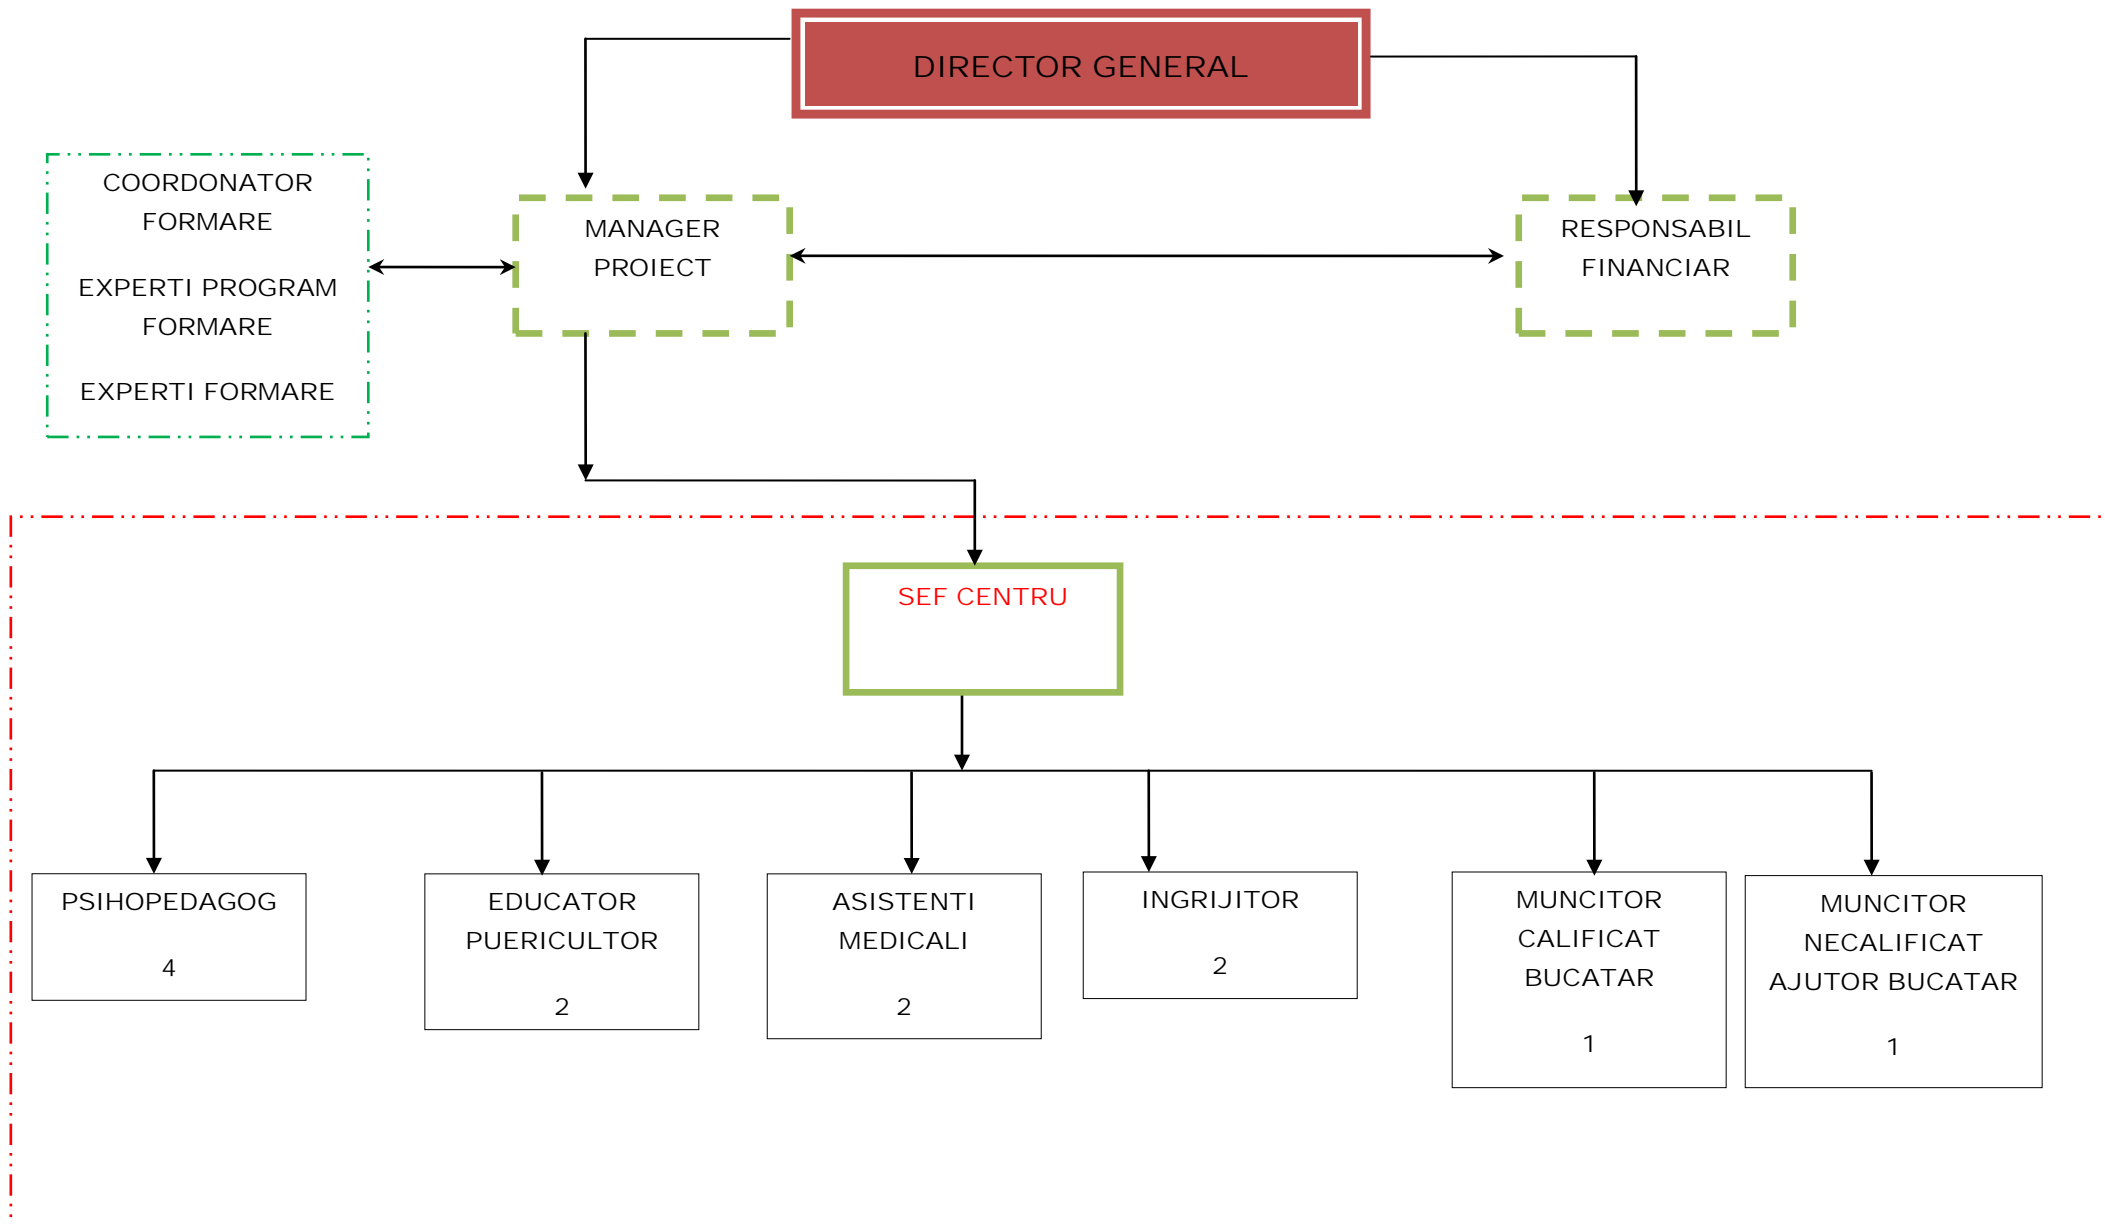 DIRECTOR GENERAL
COORDONATOR
FORMARE
EXPERTI PROGRAM
FORMARE
EXPERTI FORMARE
MANAGER
PROIECT
RESPONSABIL
FINANCIAR
SEF CENTRU
PSIHOPEDAGOG
4
EDUCATOR
PUERICULTOR
2
ASISTENTI
MEDICALI
2
INGRIJITOR
2
MUNCITOR
CALIFICAT
BUCATAR
1
MUNCITOR
NECALIFICAT
AJUTOR BUCATAR
1